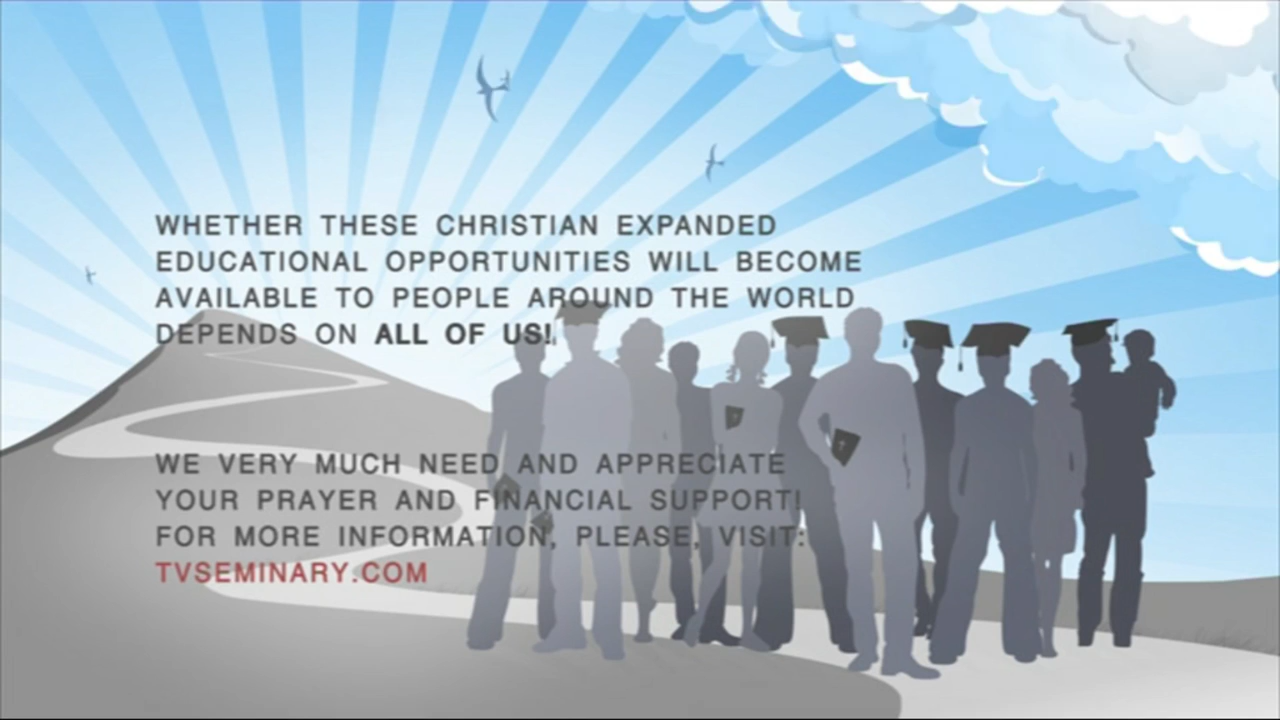 WHETHER THESE CHRISTIAN EXPANDED
EDUCATIONAL OPPORTUNITIES WILL BECOME
AVAILABLE TO PEOPLE AROUND THE WORLD
DEPENDS ON ALL OF US!
WE VERY MUCH NEED AND APPRECIATE
YOUR PRAYER AND FINANCIAL SUPPORT!
FOR MORE INFORMATION, PLEASE, VISIT:
TVSEMINARY.COM